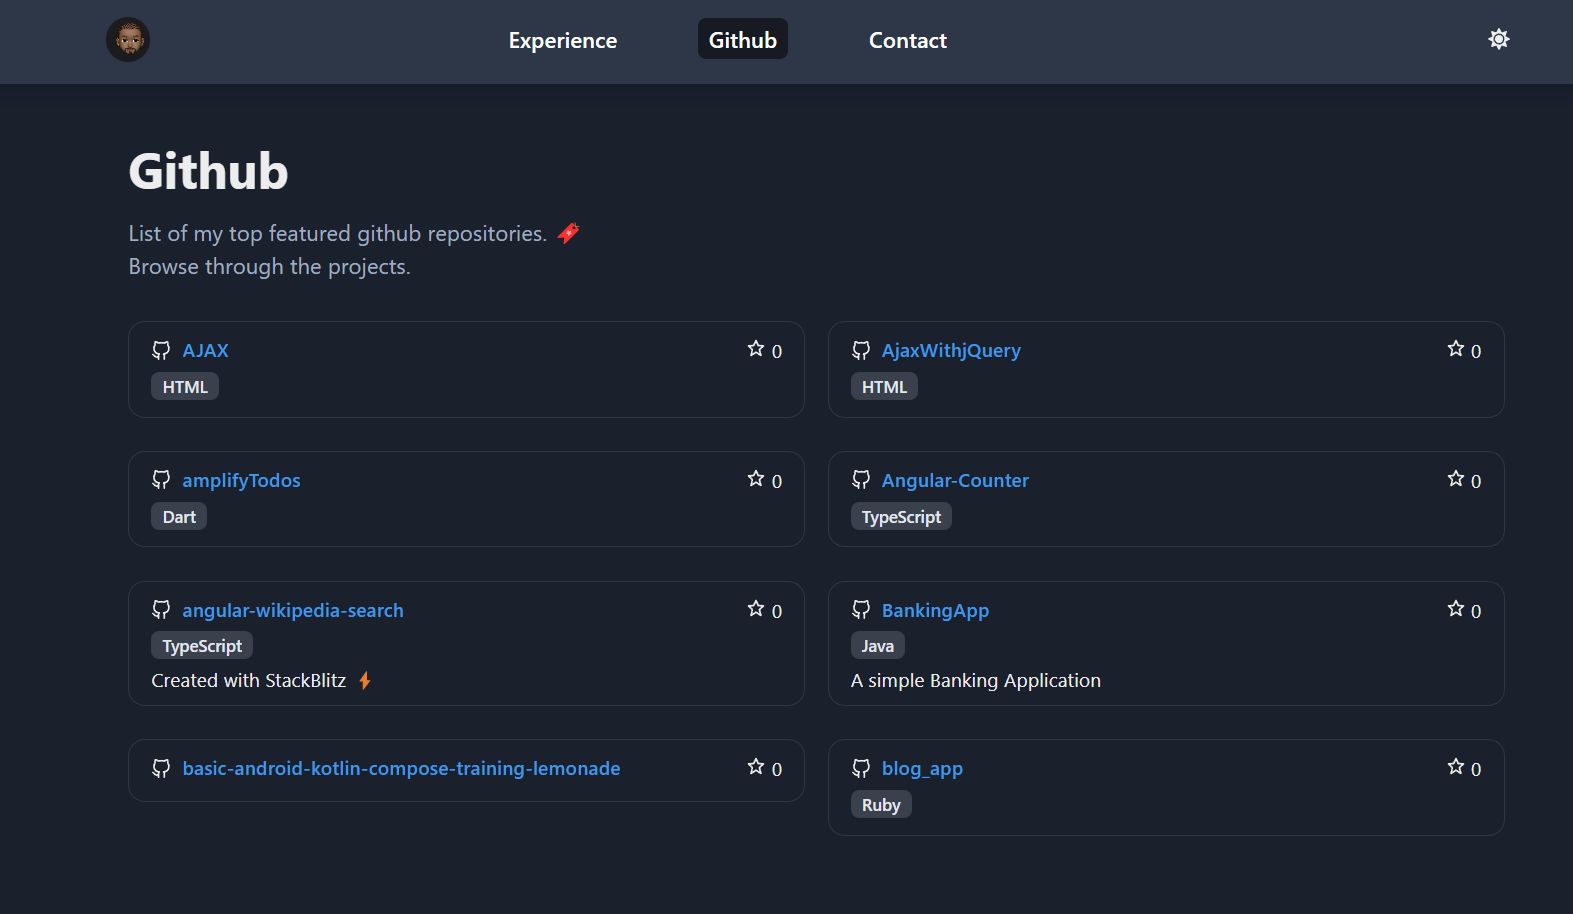 Experience Github Contact
Github
List of my top featured github repositories.
Browse through the projects.
AJAX 0
HTML
AjaxWithjQuery 0
HTML
amplifyTodos 0
Dart
Angular-Counter 0
TypeScript
angular-wikipedia-search 0
TypeScript
Created with StackBlitz ⚡
BankingApp 0
Java
A simple Banking Application
basic-android-kotlin-compose-training-lemonade 0
blog_app 0
Ruby